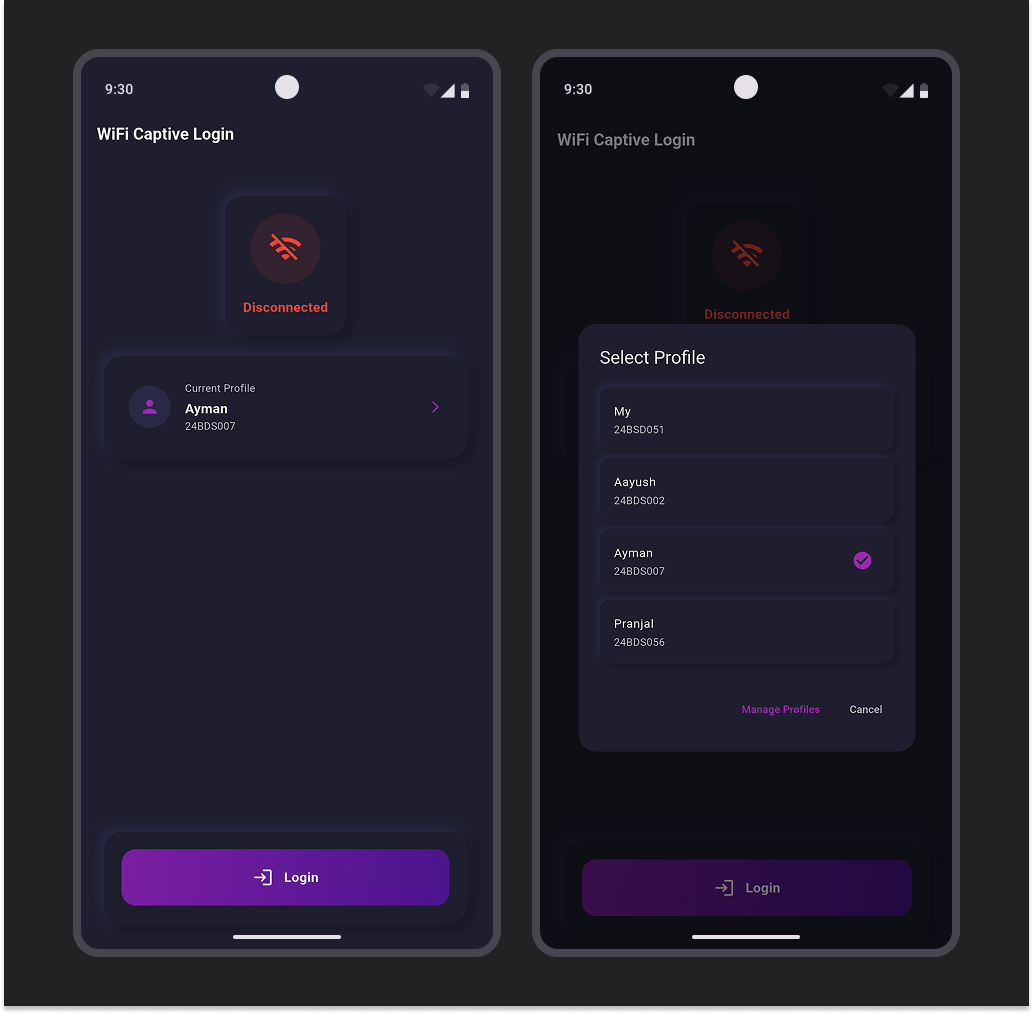 9:30
WiFi Captive Login
Disconnected
Current Profile
Ayman
24BDS007
Login
9:30
WiFi Captive Login
Disconnected
Select Profile
My
24BSD051
Aayush
24BDS002
Ayman
24BDS007
Pranjal
24BDS056
Manage Profiles Cancel
Login